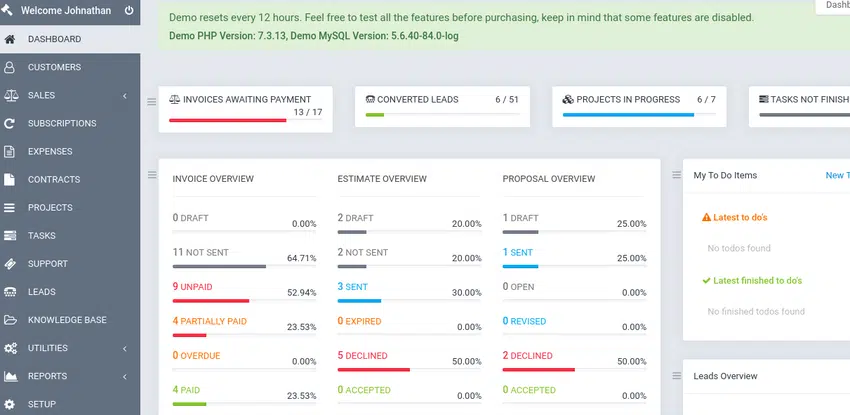 Welcome Johnathan
DASHBOARD
CUSTOMERS
SALES
SUBSCRIPTIONS
EXPENSES
CONTRACTS
PROJECTS
TASKS
SUPPORT
LEADS
KNOWLEDGE BASE
UTILITIES
REPORTS
SETUP
Demo resets every 12 hours. Feel free to test all the features before purchasing, keep in mind that some features are disabled.
Demo PHP Version: 7.3.13, Demo MySQL Version: 5.6.40-84.0-log
INVOICES AWAITING PAYMENT
13 / 17
CONVERTED LEADS 6 / 51
PROJECTS IN PROGRESS 6 / 7
TASKS NOT
INVOICE OVERVIEW
0 DRAFT 0.00%
11 NOT SENT 64.71%
9 UNPAID 52.94%
4 PARTIALLY PAID 23.53%
0 OVERDUE 0.00%
4 PAID 23.53%
ESTIMATE OVERVIEW
2 DRAFT 20.00%
2 NOT SENT 20.00%
3 SENT 30.00%
0 EXPIRED 0.00%
5 DECLINED 50.00%
0 ACCEPTED 0.00%
PROPOSAL OVERVIEW
1 DRAFT 25.00%
1 SENT 25.00%
0 OPEN 0.00%
0 REVISED 0.00%
2 DECLINED 50.00%
0 ACCEPTED 0.00%
My To Do Items New
Latest to do's
No todos found
Latest finished to do's
No finished todos found
Leads Overview